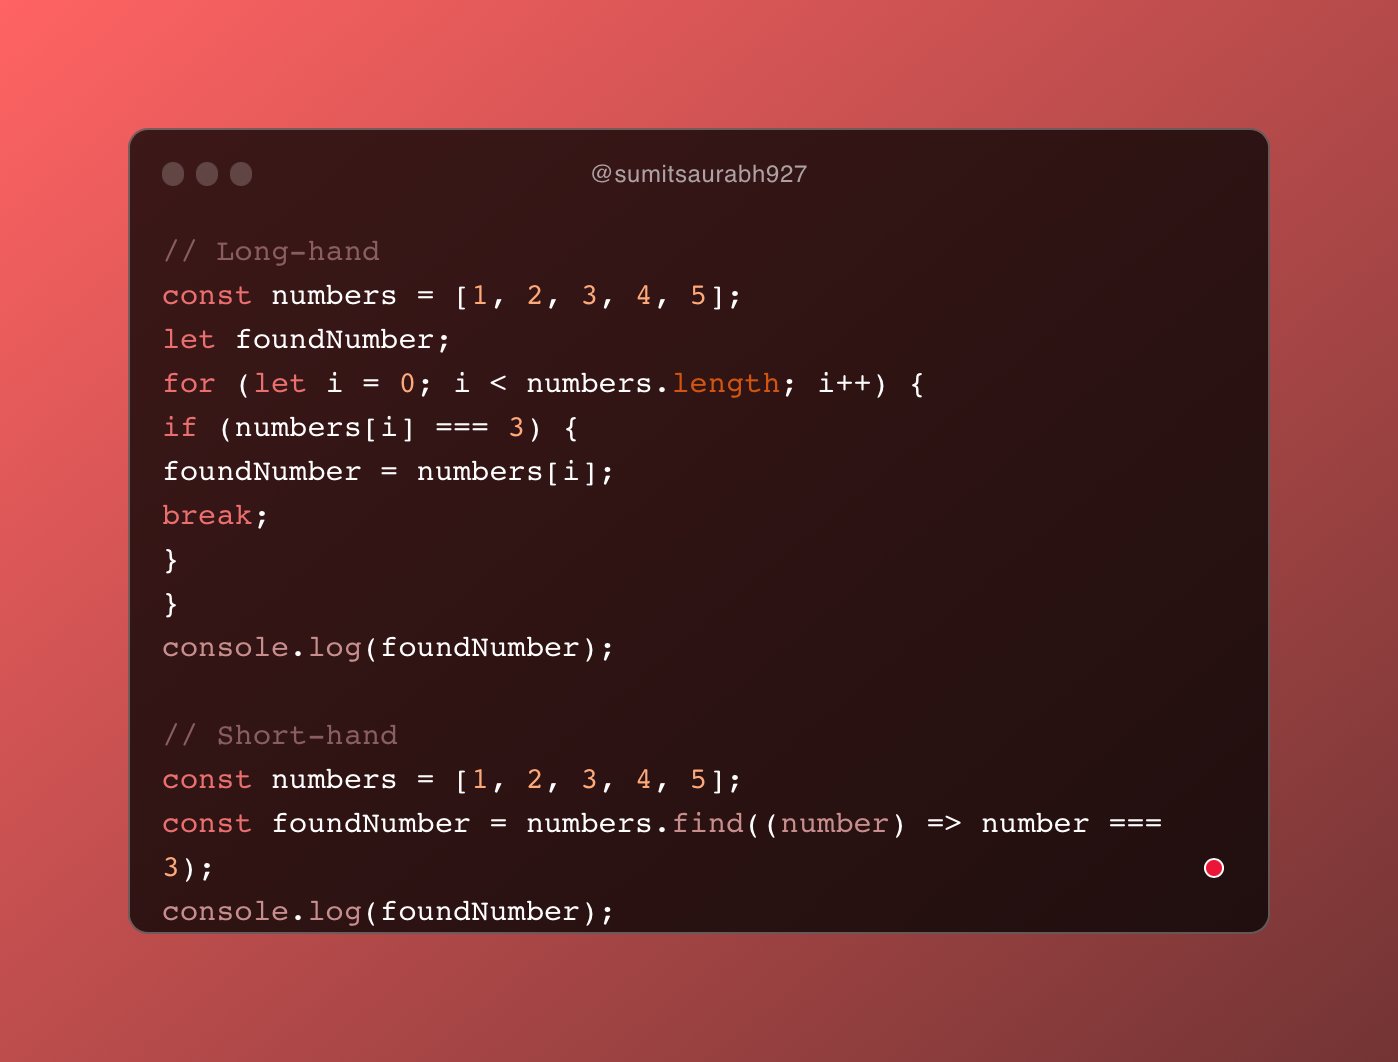 @sumitsaurabh927
// Long-hand
const numbers = [1, 2, 3, 4, 5];
let foundNumber;
for (let i = 0; i < numbers.length; i++) {
if (numbers[i] === 3) {
foundNumber = numbers[i];
break;
}
}
console.log(foundNumber);
// Short-hand
const numbers = [1, 2, 3, 4, 5];
const foundNumber = numbers.find((number) => number ===
3);
console.log(foundNumber);